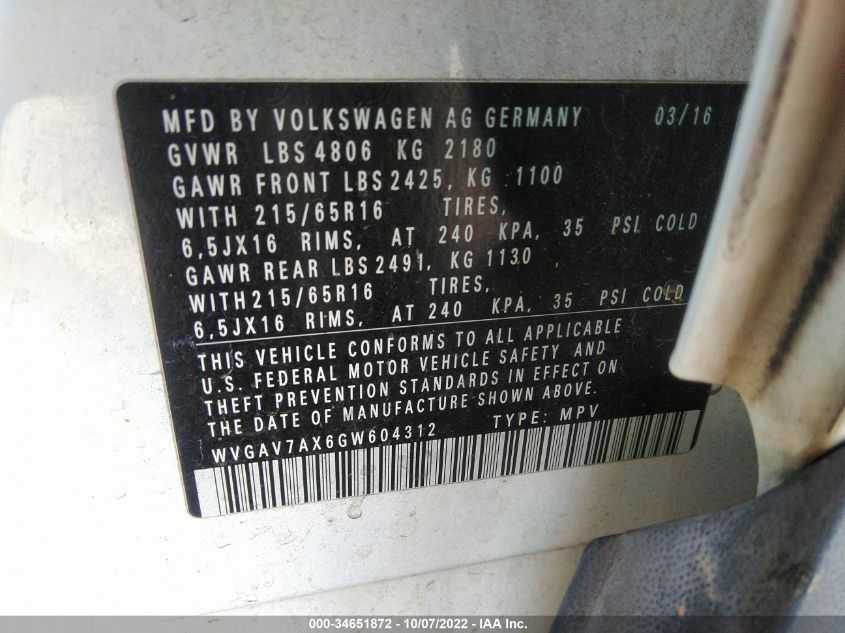 MFD BY VOLKSWAGEN AG GERMANY 03/16
GVWR LBS 4806 KG 2180
GAWR FRONT LBS 2425, KG 1100
WITH 215/65R16 TIRES,
6,5JX16 RIMS, AT 240 KPA, 35 PSI COLD
GAWR REAR LBS 2491, KG 1130
WITH 215/65R16 TIRES,
6,5JX16 RIMS, AT 240 KPA, 35 PSI COLD
THIS VEHICLE CONFORMS TO ALL APPLICABLE
U.S. FEDERAL MOTOR VEHICLE SAFETY AND
THEFT PREVENTION STANDARDS IN EFFECT ON
THE DATE OF MANUFACTURE SHOWN ABOVE.
WVGAV7AX6GW604312 TYPE: MPV
000-34651872 - 10/07/2022 - IAA Inc.